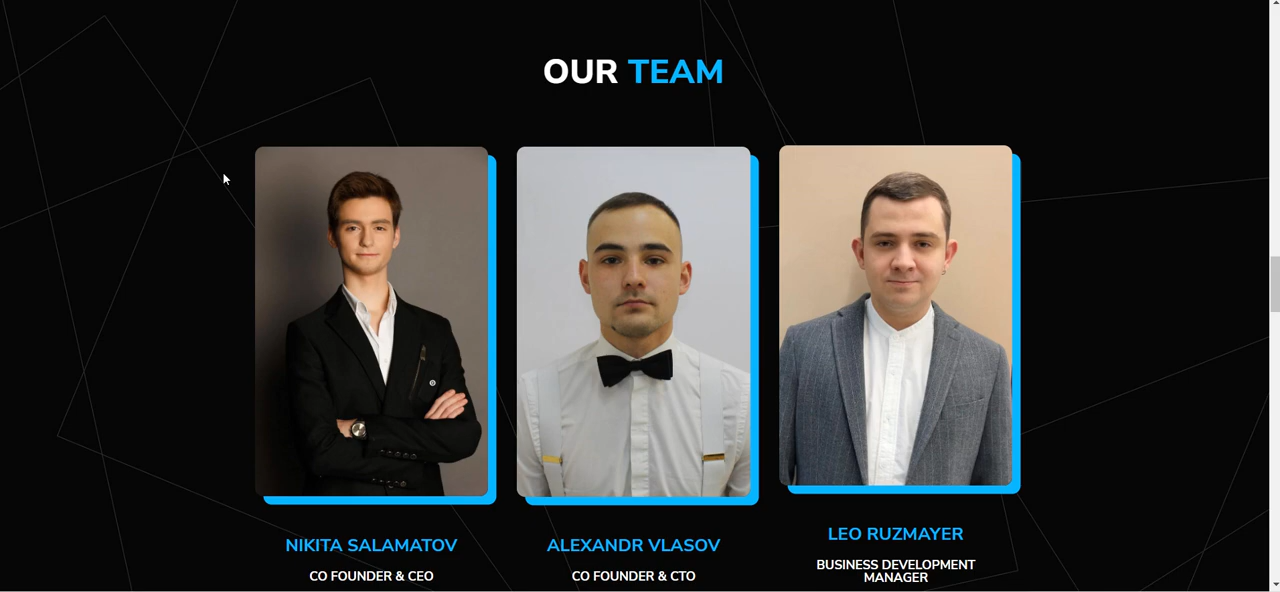 OUR TEAM
NIKITA SALAMATOV
CO FOUNDER & CEO
ALEXANDR VLASOV
CO FOUNDER & CTO
LEO RUZMAYER
BUSINESS DEVELOPMENT
MANAGER